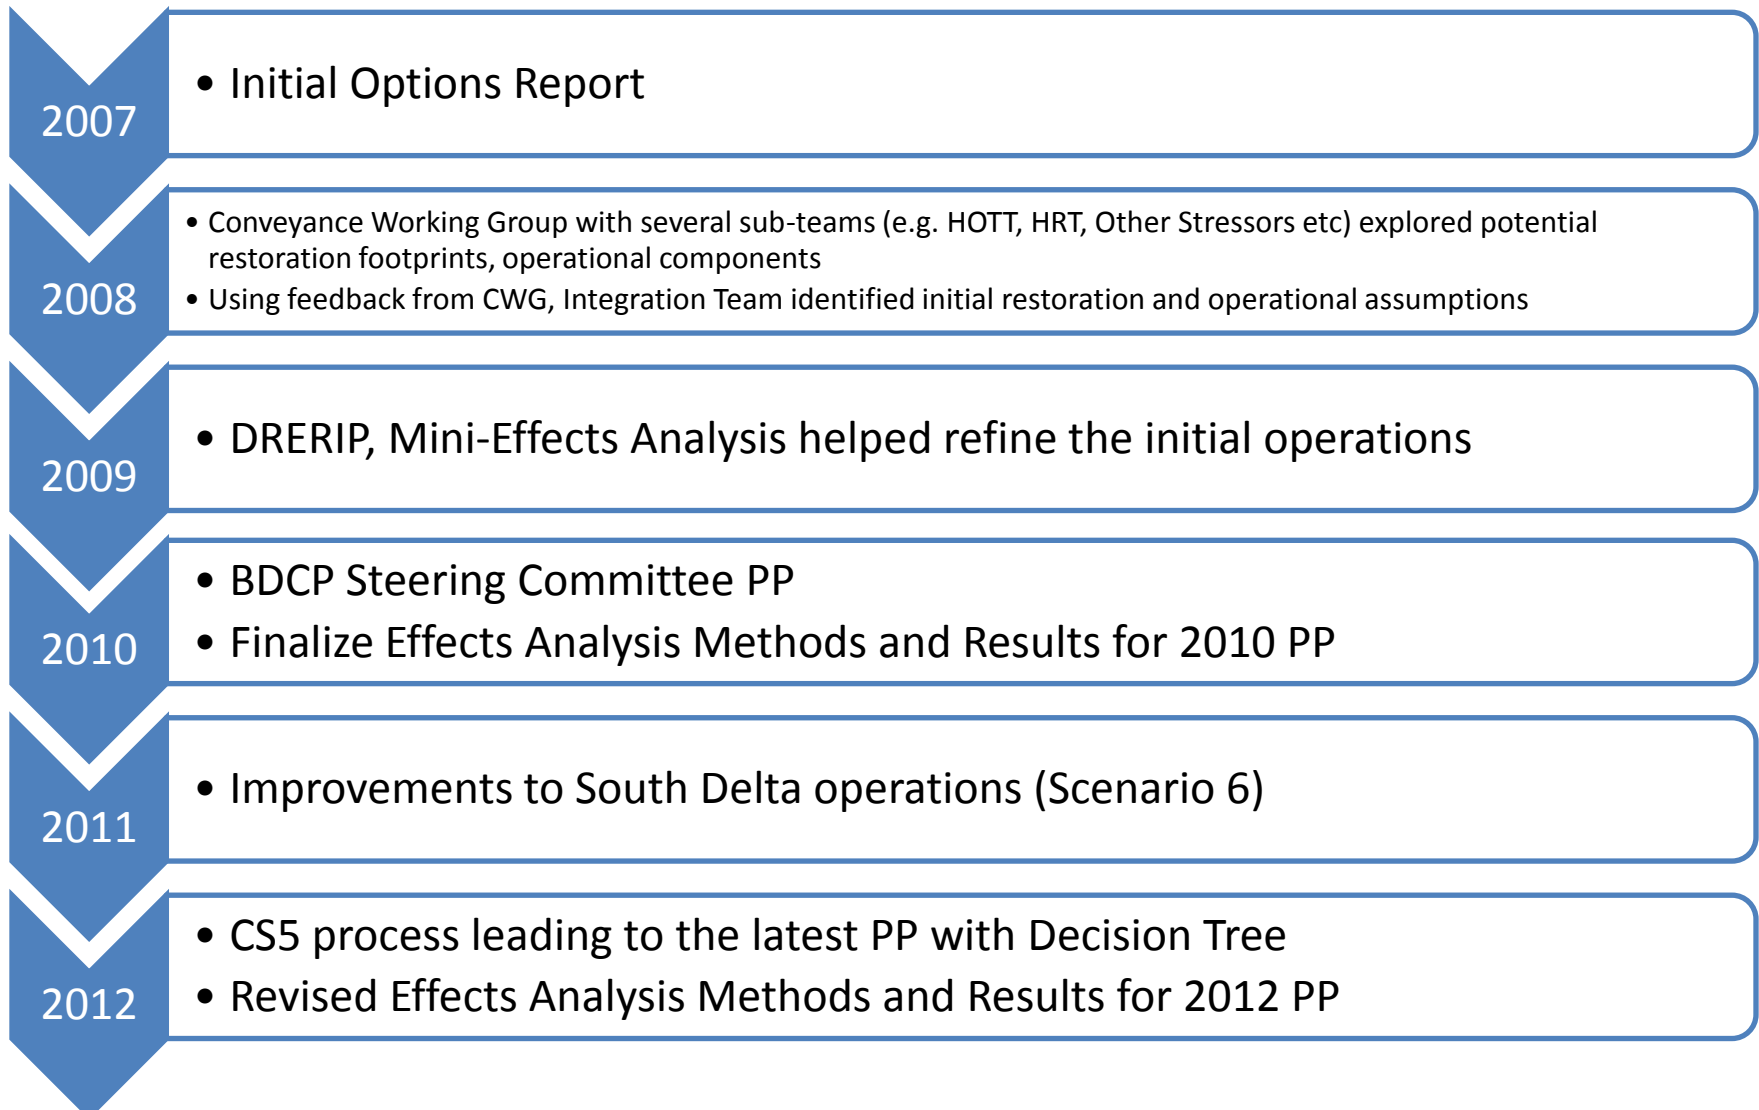 2007
• Initial Options Report
2008
• Conveyance Working Group with several sub-teams (e.g. HOTT, HRT, Other Stressors etc) explored potential
restoration footprints, operational components
• Using feedback from CWG, Integration Team identified initial restoration and operational assumptions
2009
• DRERIP, Mini-Effects Analysis helped refine the initial operations
2010
• BDCP Steering Committee PP
• Finalize Effects Analysis Methods and Results for 2010 PP
2011
• Improvements to South Delta operations (Scenario 6)
2012
• CS5 process leading to the latest PP with Decision Tree
• Revised Effects Analysis Methods and Results for 2012 PP